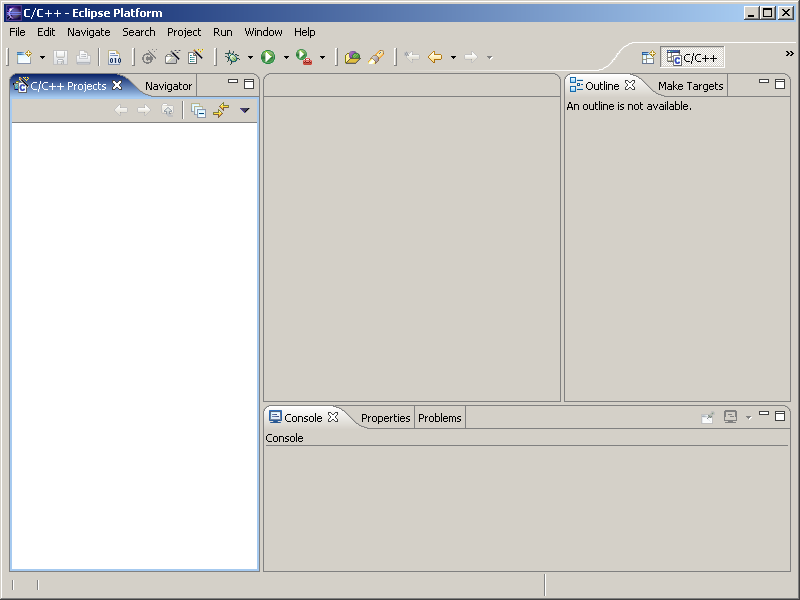 C/C++ - Eclipse Platform
File Edit Navigate Search Project Run Window Help
010
C/C++
C/C++ Projects Navigator
Outline Make Targets
An outline is not available.
Console Properties Problems
Console